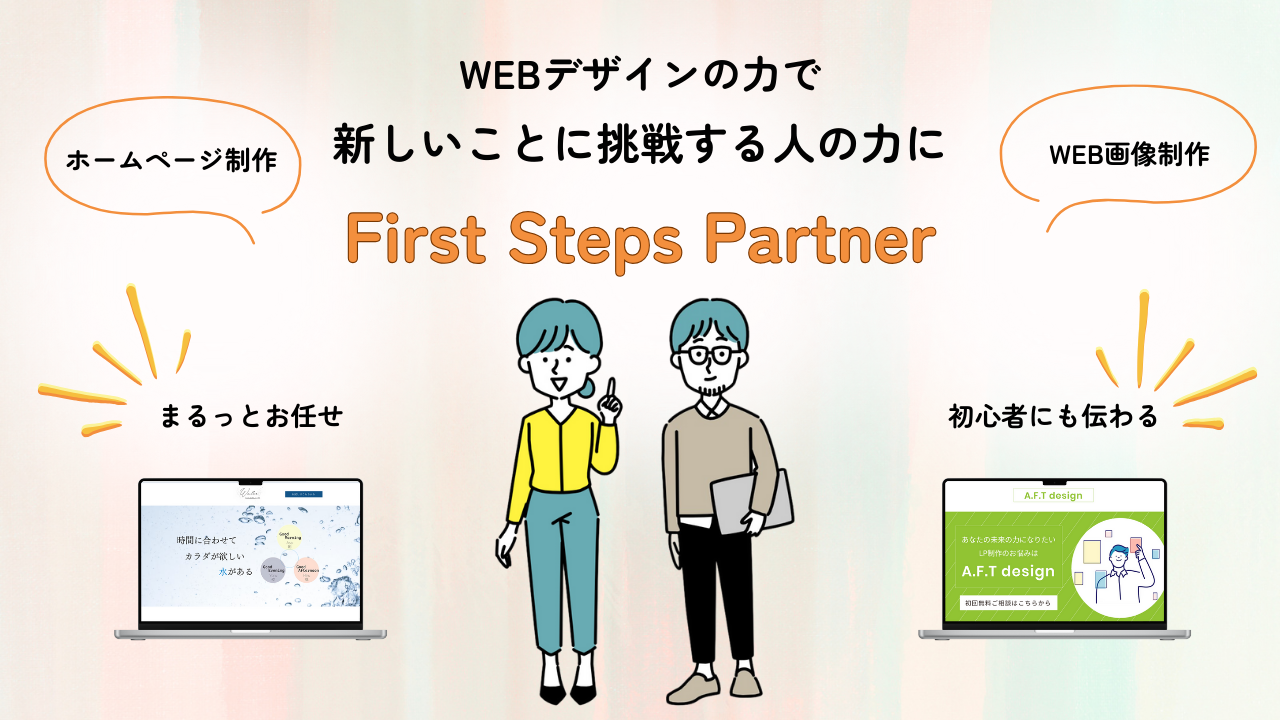 WEBデザインの力で
新しいことに挑戦する人の力に
First Steps Partner
ホームページ制作
WEB画像制作
まるっとお任せ
初心者にも伝わる
時間に合わせて
カラダが欲しい
水がある
Good
Morning
Good
Evening
Good
Afternoon
A.F.T design
あなたの未来の力になりたい
LP制作のお悩みは
A.F.T design
初回無料ご相談はこちらから